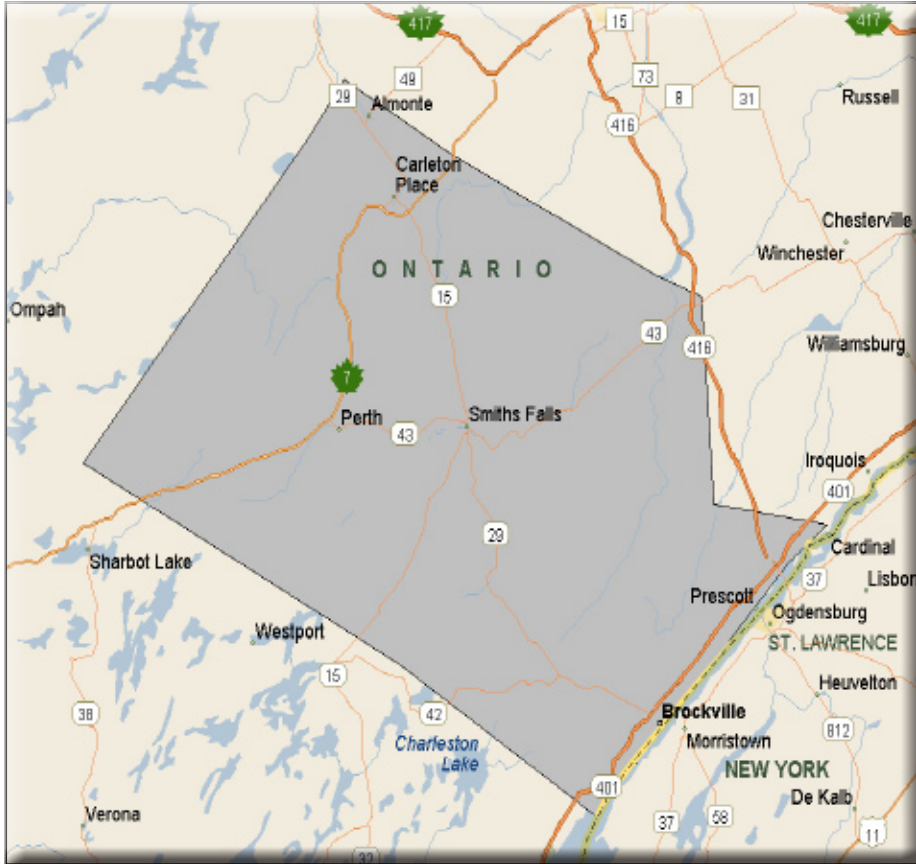 417
15
417
49
73
29
8
31
Almonte
Russell
416
Carleton
Place
Chesterville
Winchester
ONTARIO
15
Ompah
43
416
Williamsburg
7
Perth
43
Smiths Falls
Iroquois
401
29
Sharbot Lake
Cardinal
37
Lisbon
Prescott
Ogdensburg
Westport
ST. LAWRENCE
15
Heuvelton
38
42
Brockville
812
Charleston
Lake
Morristown
NEW YORK
401
De Kalb
Verona
37
58
11
32